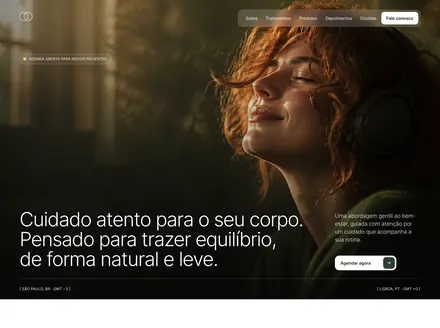 Sobre Tratamentos Produtos Depoimentos Dúvidas Fale conosco
AGENDA ABERTA PARA NOVOS PACIENTES
Cuidado atento para o seu corpo.
Pensado para trazer equilíbrio,
de forma natural e leve.
Uma abordagem gentil ao bem-
estar, guiada com atenção por
um cuidado que acompanha a
sua rotina.
Agendar agora
[ SÃO PAULO, BR · GMT -3 ]
[ LISBOA, PT · GMT +0 ]